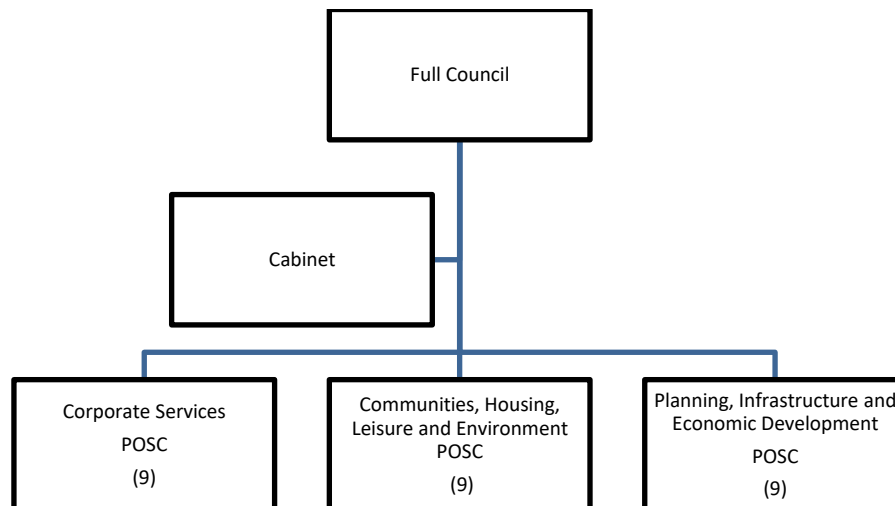 Full Council
Cabinet
Corporate Services
POSC
(9)
Communities, Housing,
Leisure and Environment
POSC
(9)
Planning, Infrastructure and
Economic Development
POSC
(9)